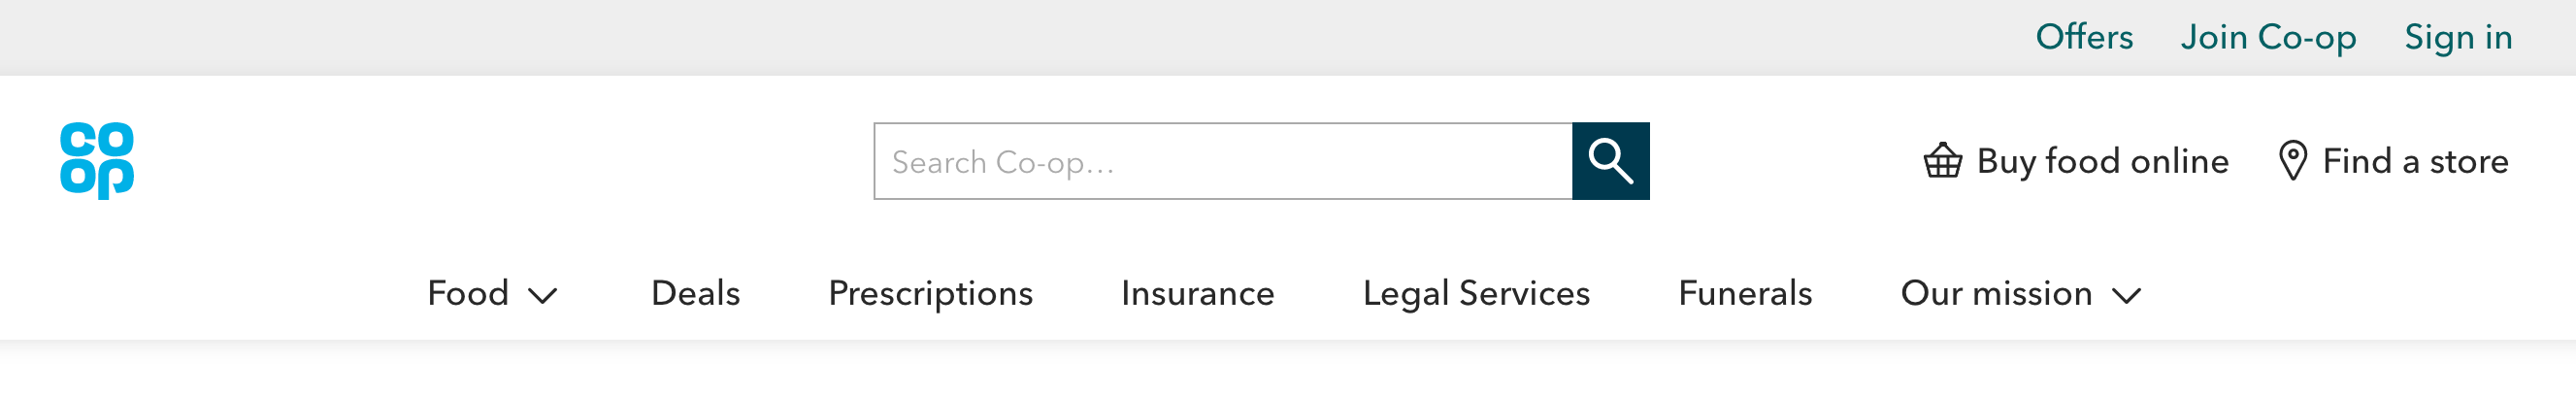 Offers Join Co-op Sign in
co
op
Search Co-op...
Buy food online Find a store
Food Deals Prescriptions Insurance Legal Services Funerals Our mission